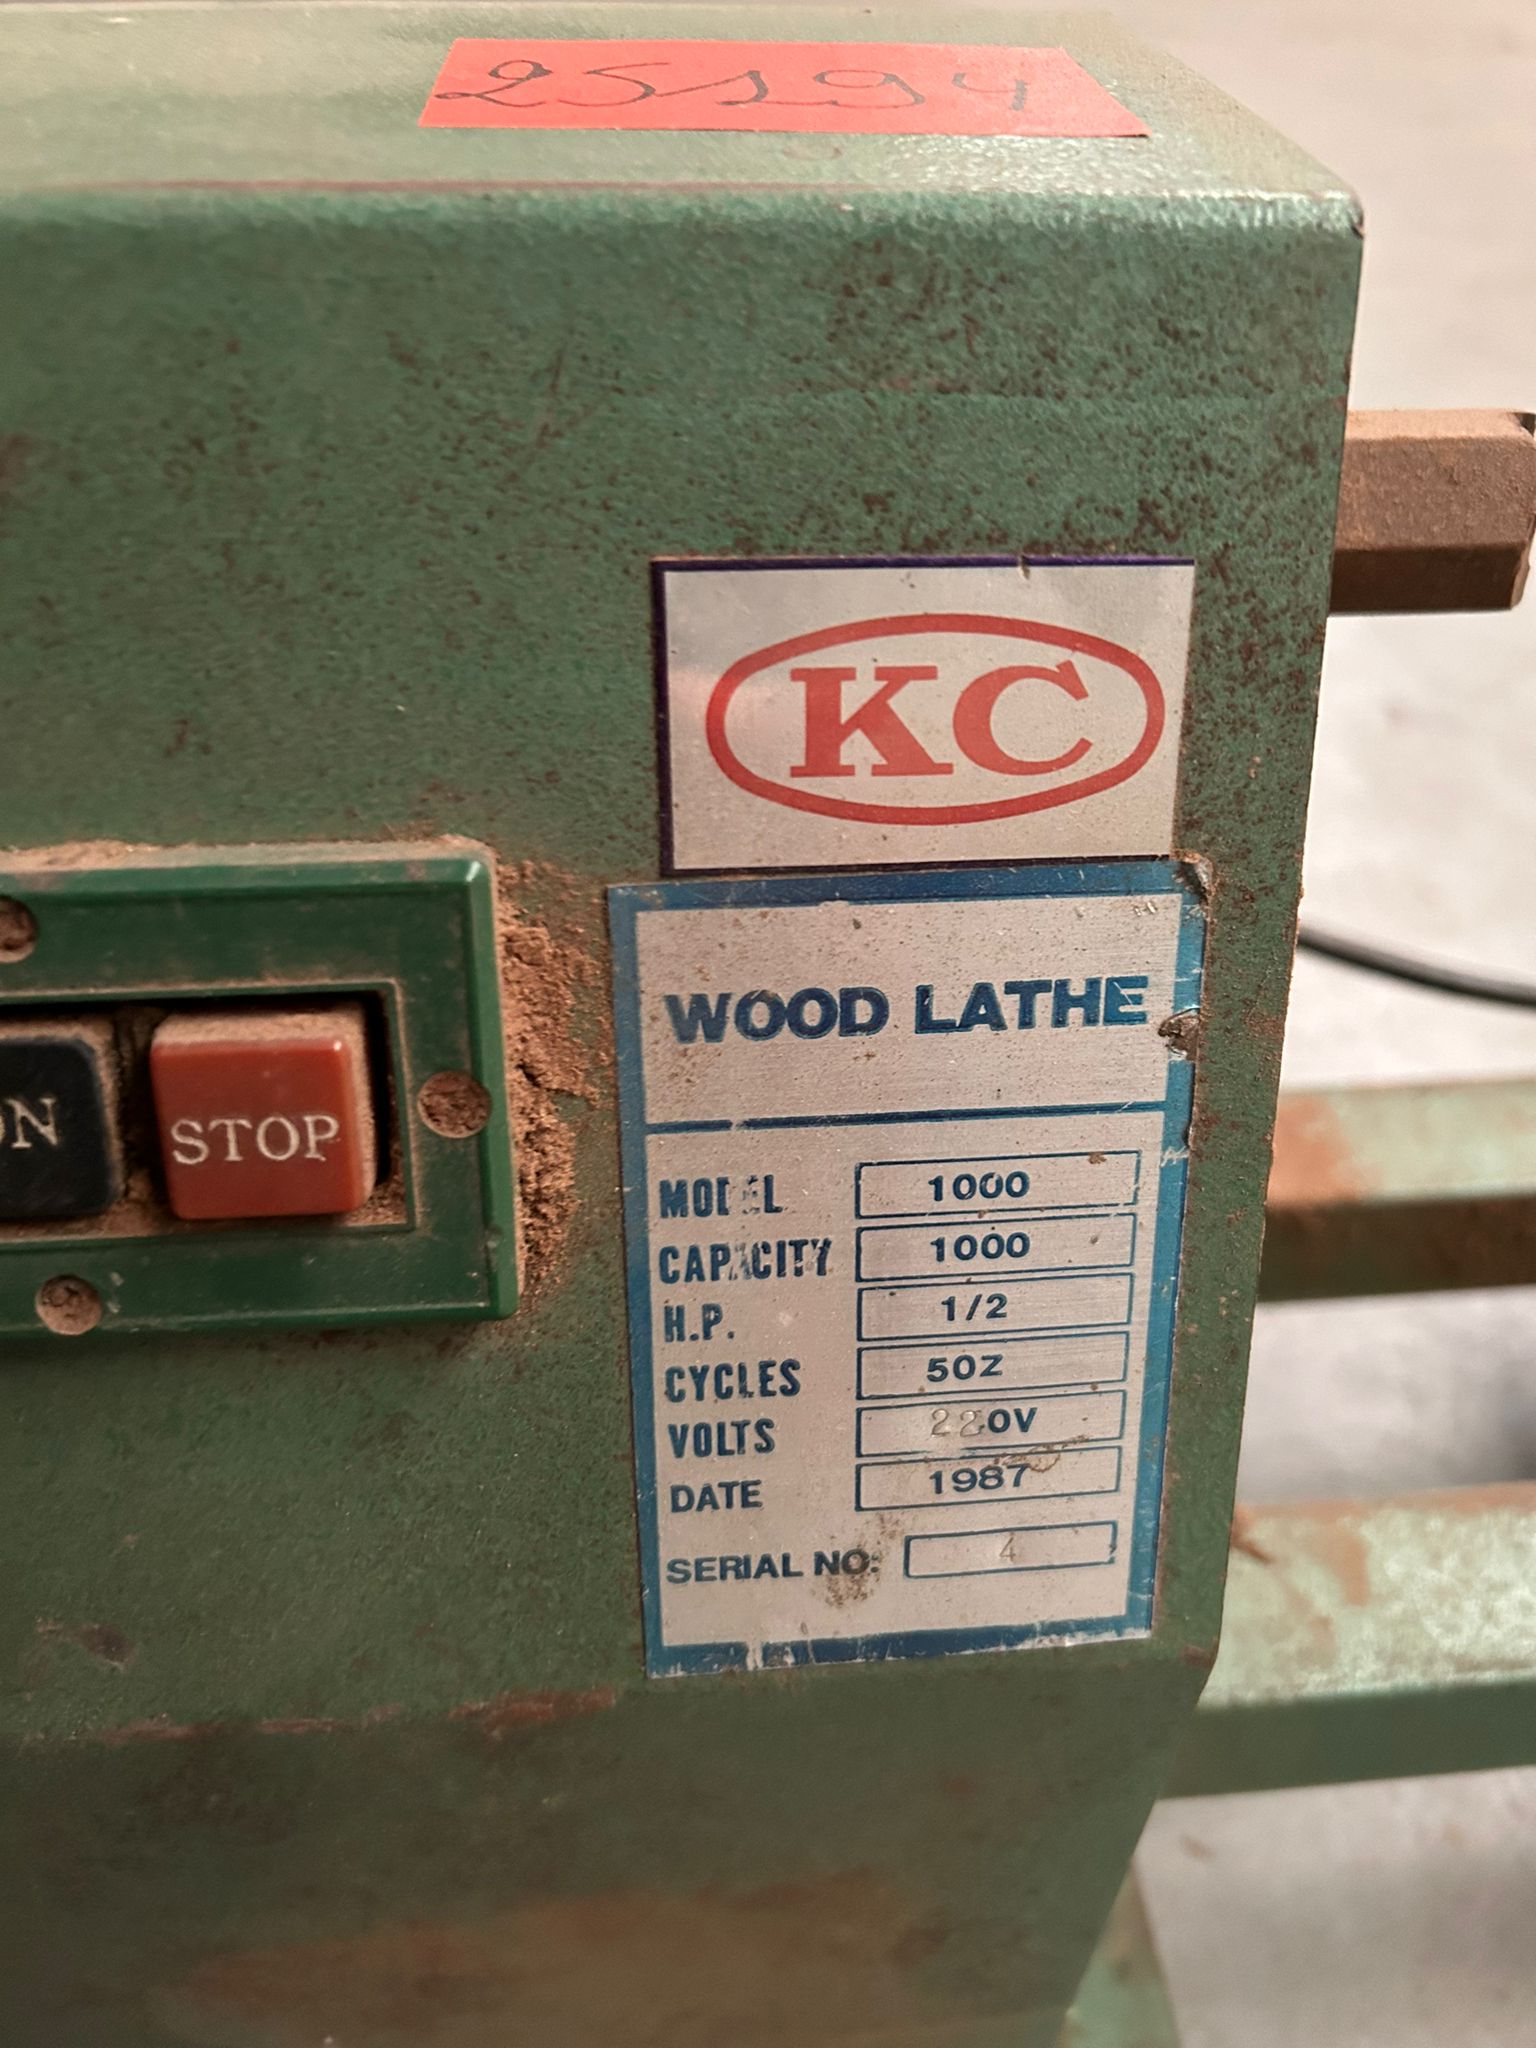 25194
KC
WOOD LATHE
MODEL 1000
CAPACITY 1000
H.P. 1/2
CYCLES 50Z
VOLTS 220V
DATE 1987
SERIAL NO: 4
ON STOP